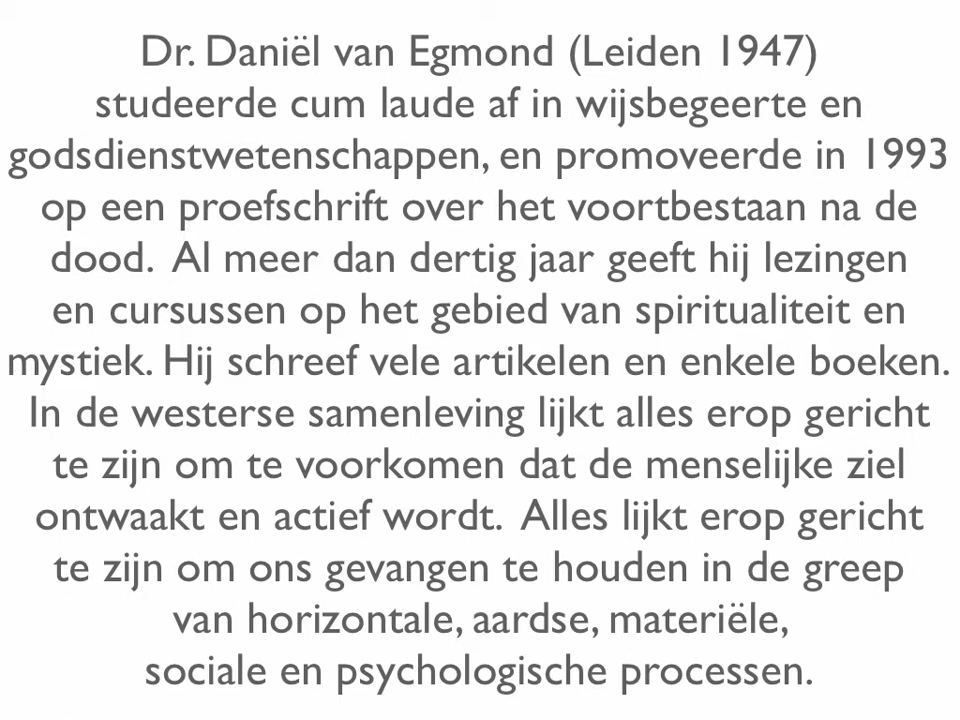 Dr. Daniël van Egmond (Leiden 1947)
studeerde cum laude af in wijsbegeerte en
godsdienstwetenschappen, en promoveerde in 1993
op een proefschrift over het voortbestaan na de
dood. Al meer dan dertig jaar geeft hij lezingen
en cursussen op het gebied van spiritualiteit en
mystiek. Hij schreef vele artikelen en enkele boeken.
In de westerse samenleving lijkt alles erop gericht
te zijn om te voorkomen dat de menselijke ziel
ontwaakt en actief wordt. Alles lijkt erop gericht
te zijn om ons gevangen te houden in de greep
van horizontale, aardse, materiële,
sociale en psychologische processen.